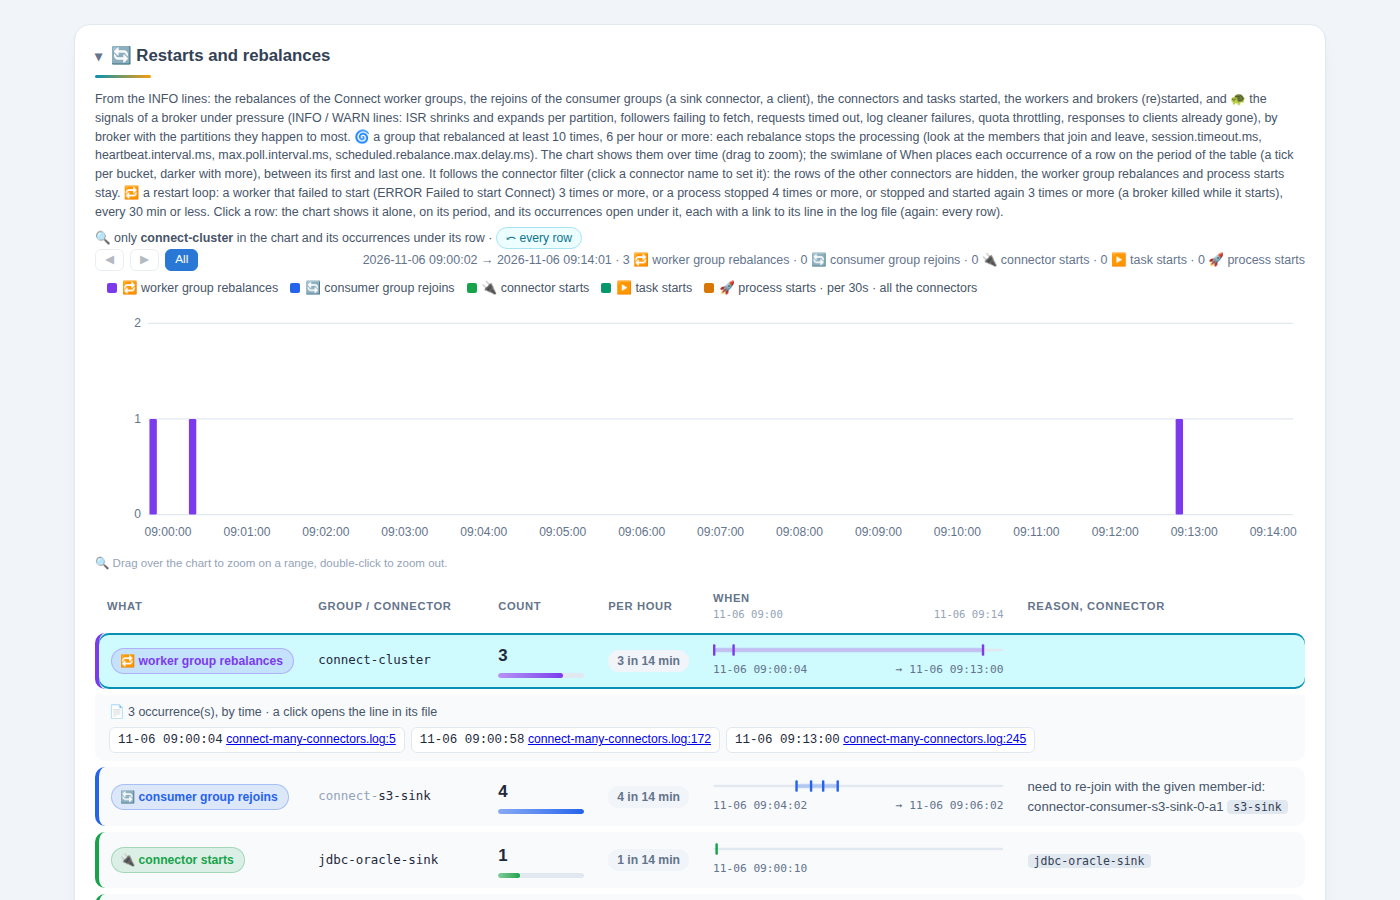 ▼ 🔄 Restarts and rebalances
From the INFO lines: the rebalances of the Connect worker groups, the rejoins of the consumer groups (a sink connector, a client), the connectors and tasks started, the workers and brokers (re)started, and 🐢 the
signals of a broker under pressure (INFO / WARN lines: ISR shrinks and expands per partition, followers failing to fetch, requests timed out, log cleaner failures, quota throttling, responses to clients already gone), by
broker with the partitions they happen to most. 🌀 a group that rebalanced at least 10 times, 6 per hour or more: each rebalance stops the processing (look at the members that join and leave, session.timeout.ms,
heartbeat.interval.ms, max.poll.interval.ms, scheduled.rebalance.max.delay.ms). The chart shows them over time (drag to zoom); the swimlane of When places each occurrence of a row on the period of the table (a tick
per bucket, darker with more), between its first and last one. It follows the connector filter (click a connector name to set it): the rows of the other connectors are hidden, the worker group rebalances and process starts
stay. 🔁 a restart loop: a worker that failed to start (ERROR Failed to start Connect) 3 times or more, or a process stopped 4 times or more, or stopped and started again 3 times or more (a broker killed while it starts),
every 30 min or less. Click a row: the chart shows it alone, on its period, and its occurrences open under it, each with a link to its line in the log file (again: every row).
🔍 only connect-cluster in the chart and its occurrences under its row · ⤺ every row
◀ ▶ All 2026-11-06 09:00:02 → 2026-11-06 09:14:01 · 3 🔁 worker group rebalances · 0 🔄 consumer group rejoins · 0 🔌 connector starts · 0 ▶️ task starts · 0 🚀 process starts
🔁 worker group rebalances 🔄 consumer group rejoins 🔌 connector starts ▶️ task starts 🚀 process starts · per 30s · all the connectors
2
1
0
09:00:00 09:01:00 09:02:00 09:03:00 09:04:00 09:05:00 09:06:00 09:07:00 09:08:00 09:09:00 09:10:00 09:11:00 09:12:00 09:13:00 09:14:00
🔍 Drag over the chart to zoom on a range, double-click to zoom out.
WHAT GROUP / CONNECTOR COUNT PER HOUR WHEN REASON, CONNECTOR
11-06 09:00 11-06 09:14
🔁 worker group rebalances connect-cluster 3 3 in 14 min
11-06 09:00:04 → 11-06 09:13:00
📄 3 occurrence(s), by time · a click opens the line in its file
11-06 09:00:04 connect-many-connectors.log:5 11-06 09:00:58 connect-many-connectors.log:172 11-06 09:13:00 connect-many-connectors.log:245
🔄 consumer group rejoins connect-s3-sink 4 4 in 14 min 11-06 09:04:02 → 11-06 09:06:02 need to re-join with the given member-id:
connector-consumer-s3-sink-0-a1 s3-sink
🔌 connector starts jdbc-oracle-sink 1 1 in 14 min 11-06 09:00:10 jdbc-oracle-sink